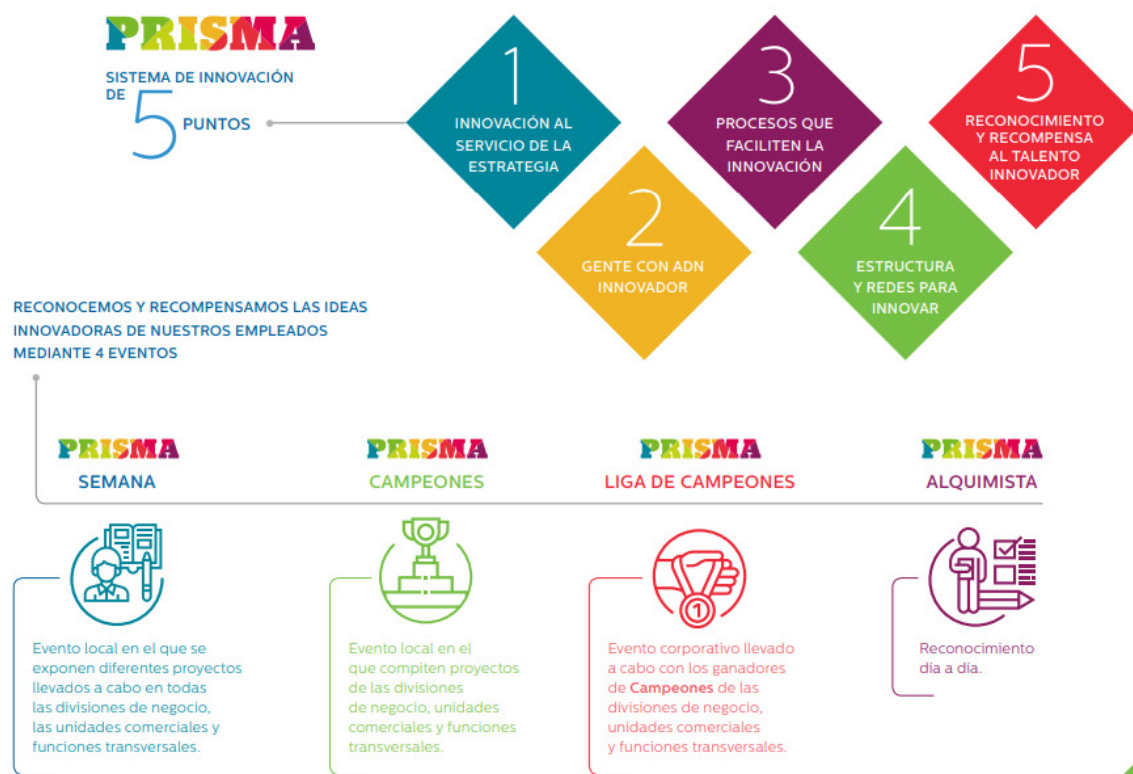 PRISMA
SISTEMA DE INNOVACIÓN
DE 5 PUNTOS
1
INNOVACIÓN AL
SERVICIO DE LA
ESTRATEGIA
2
GENTE CON ADN
INNOVADOR
3
PROCESOS QUE
FACILITEN LA
INNOVACIÓN
4
ESTRUCTURA
Y REDES PARA
INNOVAR
5
RECONOCIMIENTO
Y RECOMPENSA
AL TALENTO
INNOVADOR
RECONOCEMOS Y RECOMPENSAMOS LAS IDEAS
INNOVADORAS DE NUESTROS EMPLEADOS
MEDIANTE 4 EVENTOS
PRISMA
SEMANA
Evento local en el que se
exponen diferentes proyectos
llevados a cabo en todas
las divisiones de negocio,
las unidades comerciales y
funciones transversales.
PRISMA
CAMPEONES
Evento local en el
que compiten proyectos
de las divisiones
de negocio, unidades
comerciales y funciones
transversales.
PRISMA
LIGA DE CAMPEONES
1
Evento corporativo llevado
a cabo con los ganadores
de Campeones de las
divisiones de negocio,
unidades comerciales
y funciones transversales.
PRISMA
ALQUIMISTA
Reconocimiento
día a día.